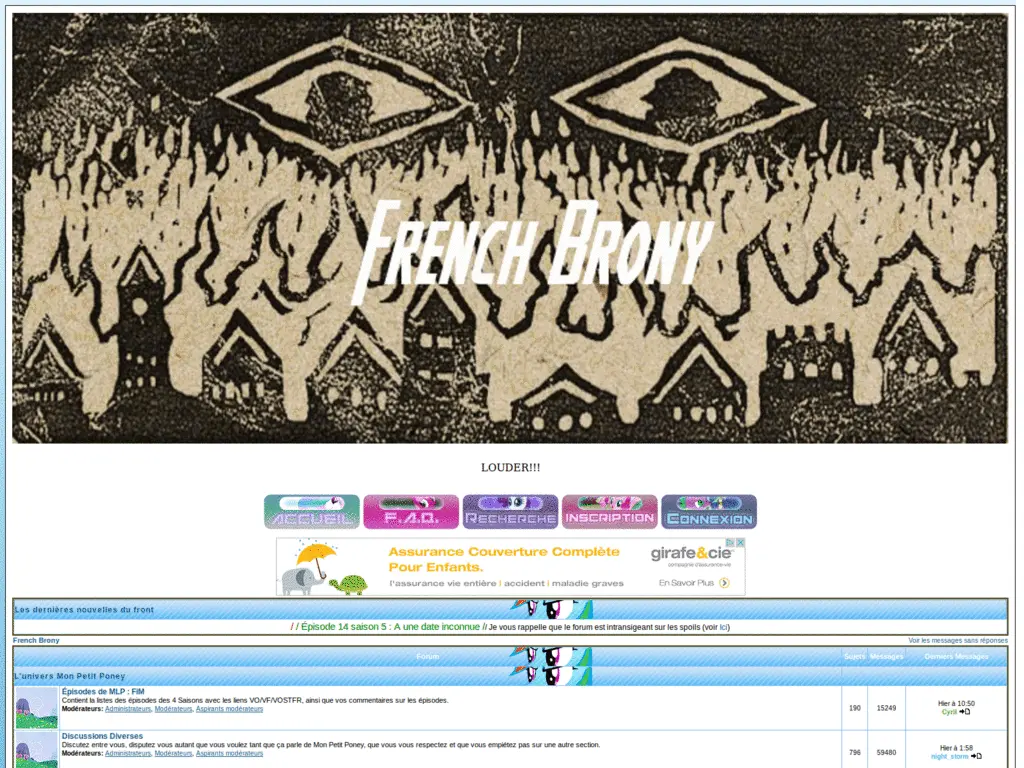 FRENCH BRONY
LOUDER!!!
ACCUEIL F.A.Q. RECHERCHE INSCRIPTION CONNEXION
Assurance Couverture Complète
Pour Enfants.
l'assurance vie entière | accident | maladie graves
girafe&cie
compagnie d'assurance-vie
En Savoir Plus
Les dernières nouvelles du front
/ / Épisode 14 saison 5 : A une date inconnue // Je vous rappelle que le forum est intransigeant sur les spoils (voir ici)
French Brony Voir les messages sans réponses
Forum Sujets Messages Derniers Messages
L'univers Mon Petit Poney
Épisodes de MLP : FiM
Contient la listes des épisodes des 4 Saisons avec les liens VO/VF/VOSTFR, ainsi que vos commentaires sur les épisodes.
Modérateurs: Administrateurs, Modérateurs, Aspirants modérateurs
190 15249 Hier à 10:50
Cyril
Discussions Diverses
Discutez entre vous, disputez vous autant que vous voulez tant que ça parle de Mon Petit Poney, que vous vous respectez et que vous empiétez pas sur une autre section.
Modérateurs: Administrateurs, Modérateurs, Aspirants modérateurs
796 59480 Hier à 1:58
night_storm